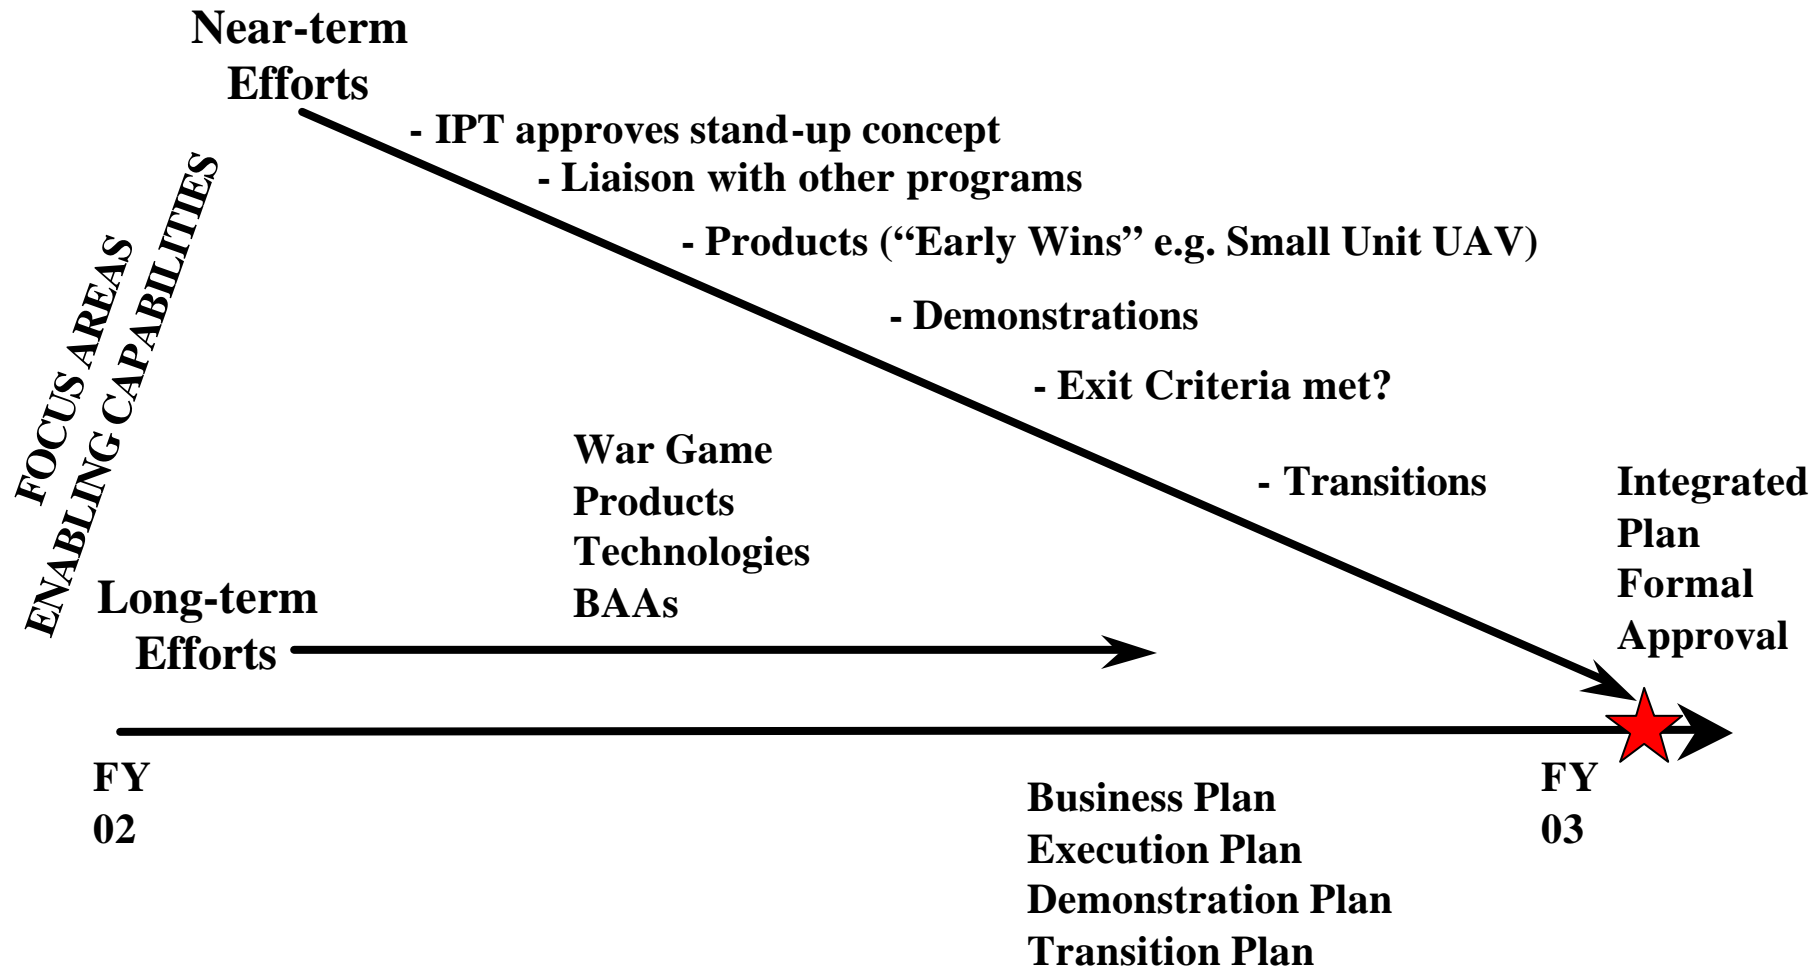 Near-term
Efforts
- IPT approves stand-up concept
- Liaison with other programs
- Products (“Early Wins” e.g. Small Unit UAV)
- Demonstrations
- Exit Criteria met?
- Transitions
FOCUS AREAS
ENABLING CAPABILITIES
War Game
Products
Technologies
BAAs
Long-term
Efforts
Integrated
Plan
Formal
Approval
FY
02
FY
03
Business Plan
Execution Plan
Demonstration Plan
Transition Plan